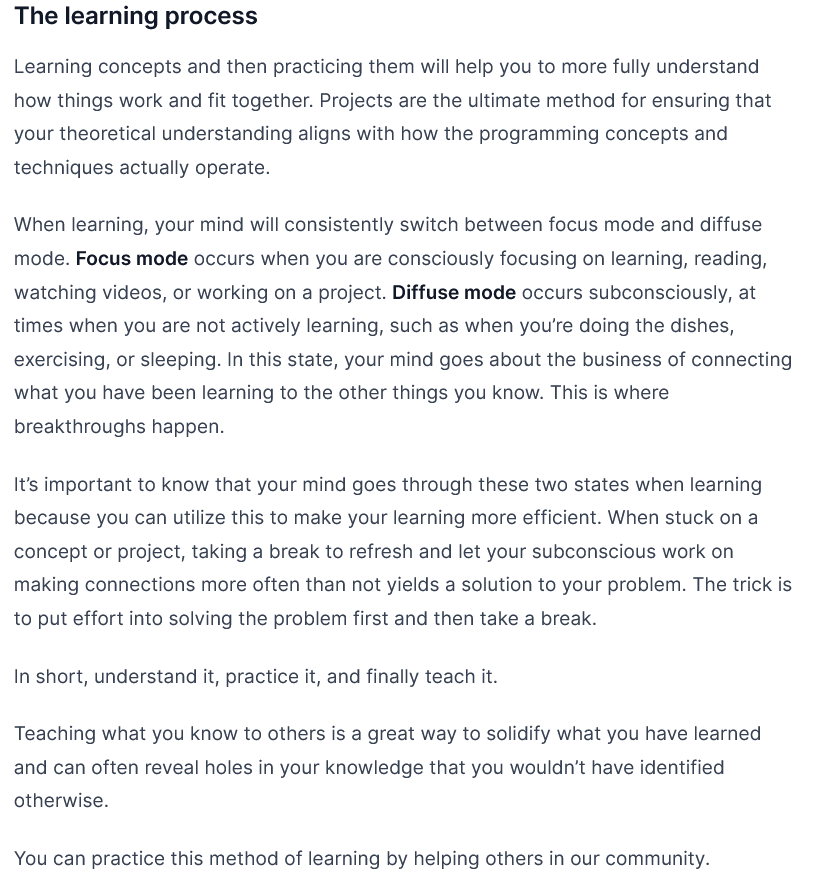 The learning process
Learning concepts and then practicing them will help you to more fully understand
how things work and fit together. Projects are the ultimate method for ensuring that
your theoretical understanding aligns with how the programming concepts and
techniques actually operate.
When learning, your mind will consistently switch between focus mode and diffuse
mode. Focus mode occurs when you are consciously focusing on learning, reading,
watching videos, or working on a project. Diffuse mode occurs subconsciously, at
times when you are not actively learning, such as when you’re doing the dishes,
exercising, or sleeping. In this state, your mind goes about the business of connecting
what you have been learning to the other things you know. This is where
breakthroughs happen.
It’s important to know that your mind goes through these two states when learning
because you can utilize this to make your learning more efficient. When stuck on a
concept or project, taking a break to refresh and let your subconscious work on
making connections more often than not yields a solution to your problem. The trick is
to put effort into solving the problem first and then take a break.
In short, understand it, practice it, and finally teach it.
Teaching what you know to others is a great way to solidify what you have learned
and can often reveal holes in your knowledge that you wouldn’t have identified
otherwise.
You can practice this method of learning by helping others in our community.